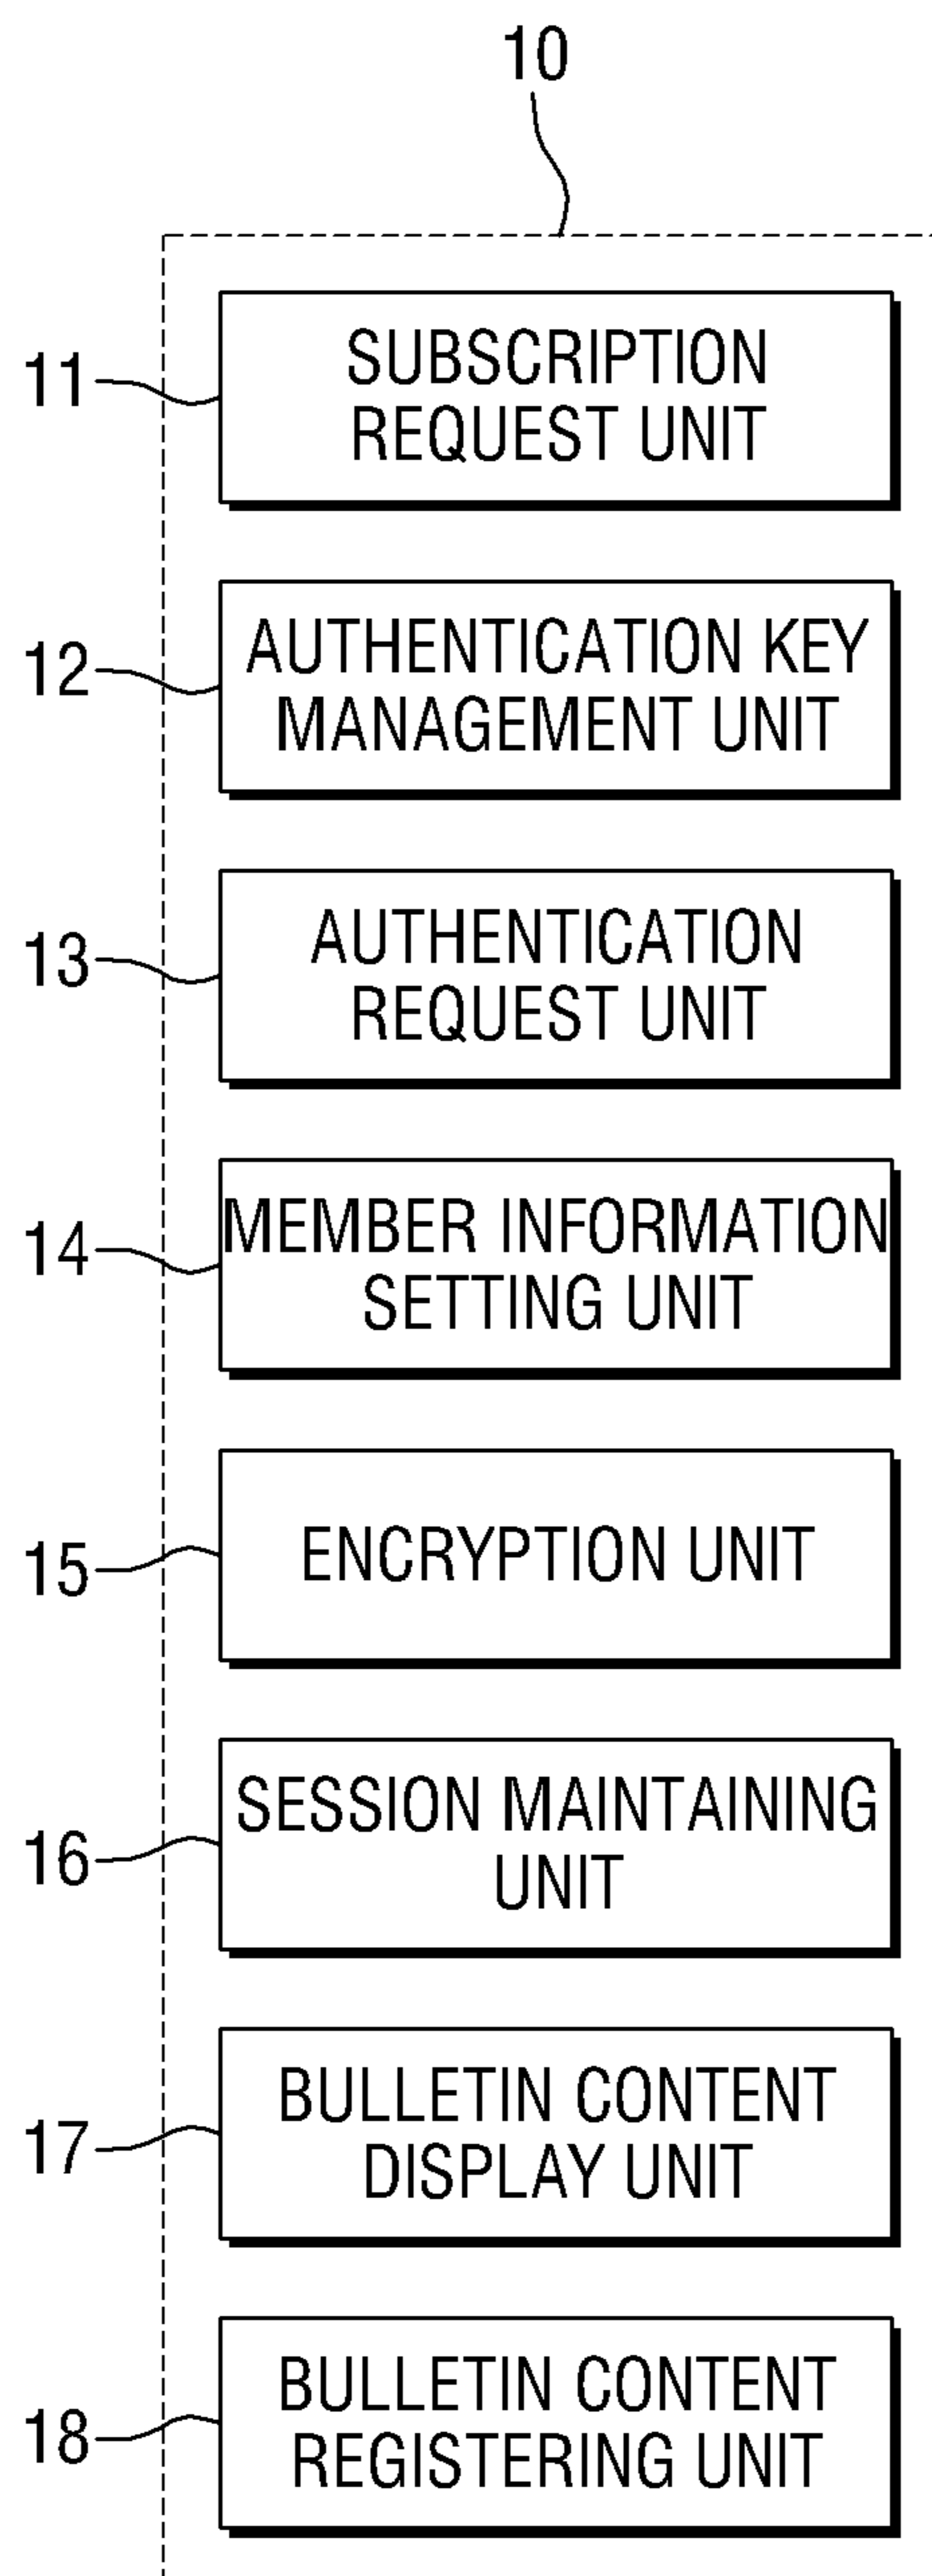 10
11
SUBSCRIPTION
REQUEST UNIT
12
AUTHENTICATION KEY
MANAGEMENT UNIT
13
AUTHENTICATION
REQUEST UNIT
14
MEMBER INFORMATION
SETTING UNIT
15
ENCRYPTION UNIT
16
SESSION MAINTAINING
UNIT
17
BULLETIN CONTENT
DISPLAY UNIT
18
BULLETIN CONTENT
REGISTERING UNIT